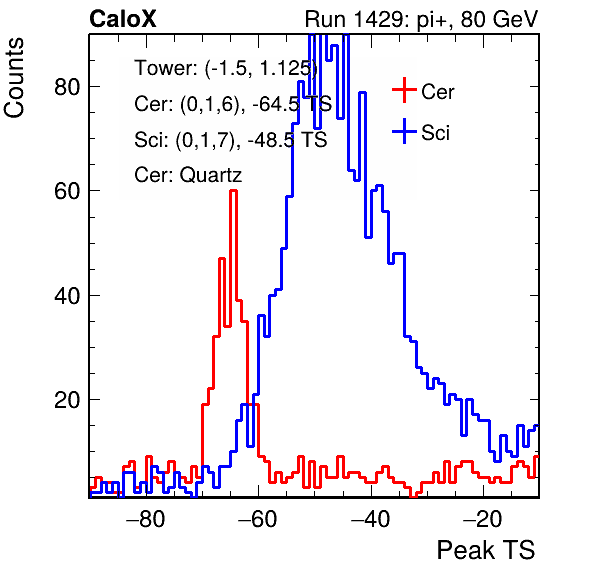 CaloX Run 1429: pi+, 80 GeV
Counts
Tower: (-1.5, 1.125)
Cer: (0,1,6), -64.5 TS
Sci: (0,1,7), -48.5 TS
Cer: Quartz
Cer
Sci
80
60
40
20
−80 −60 −40 −20
Peak TS